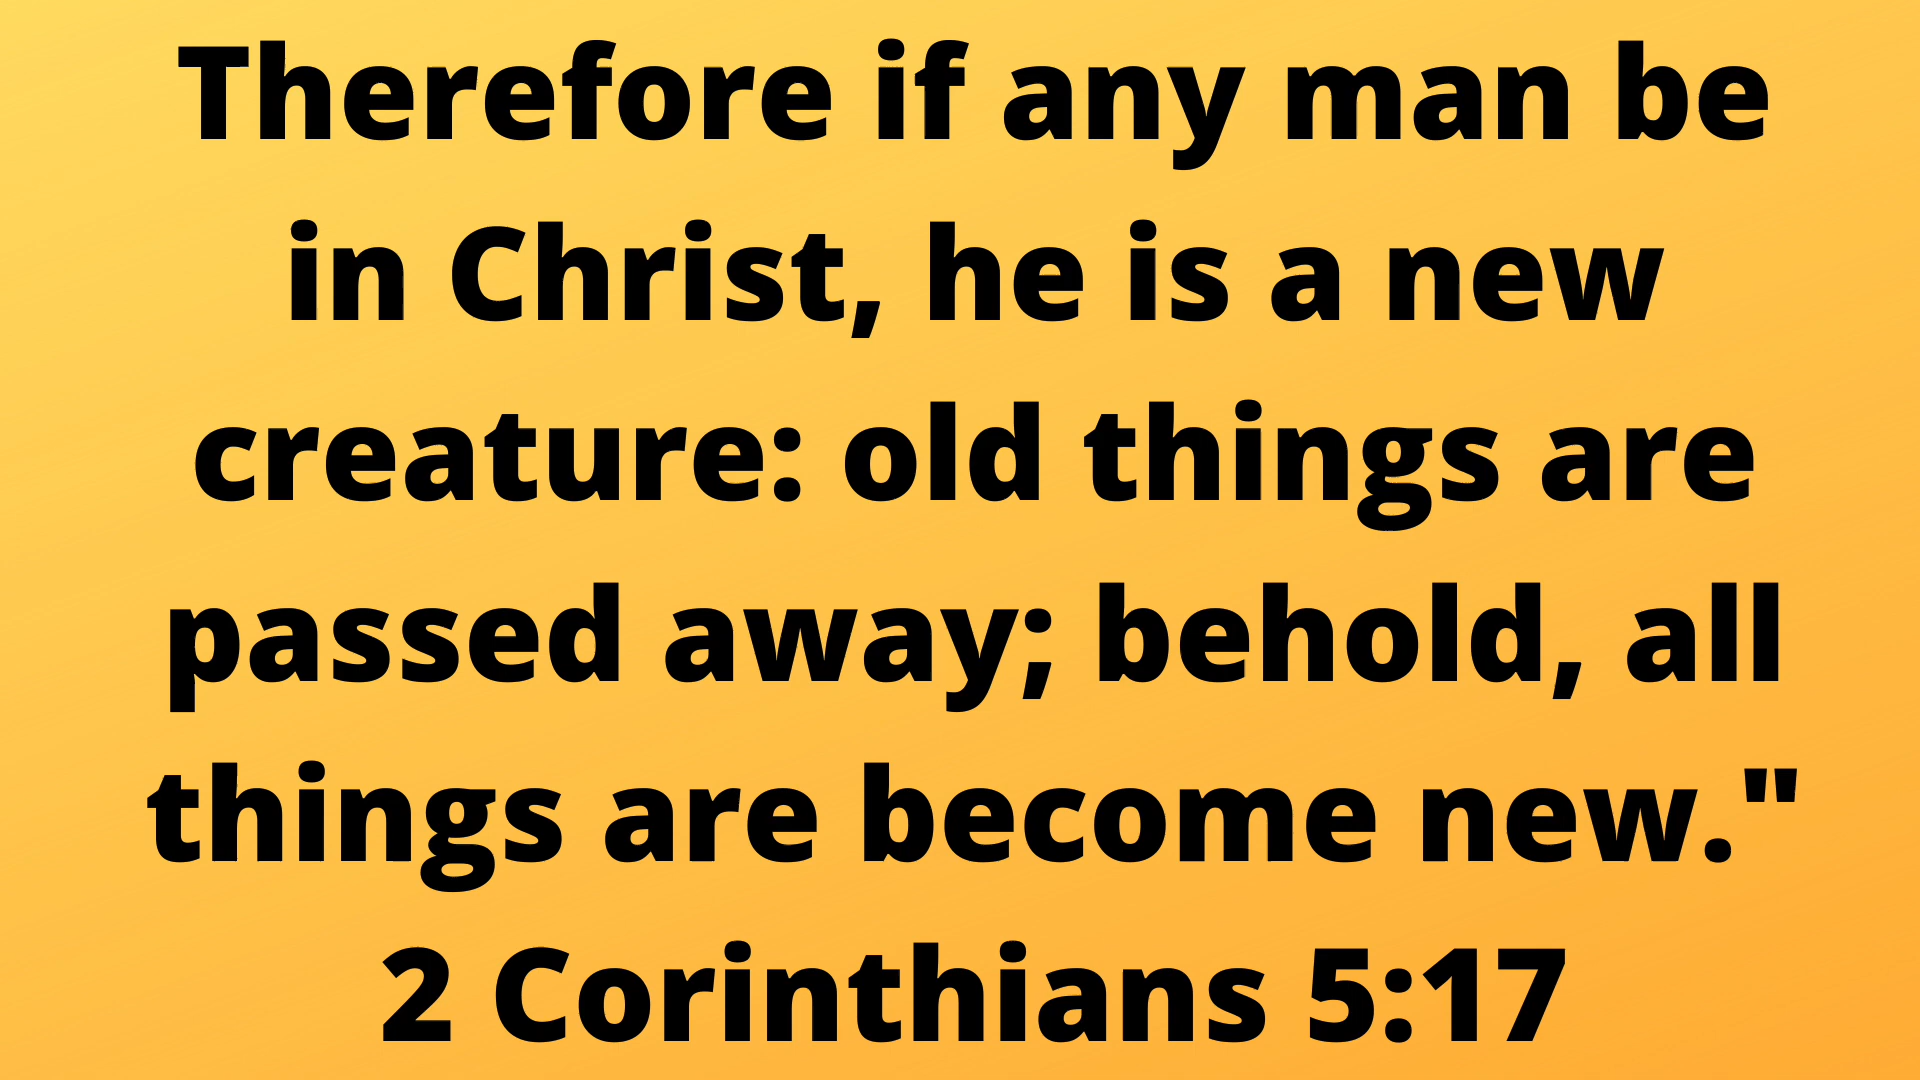 Therefore if any man be
in Christ, he is a new
creature: old things are
passed away; behold, all
things are become new."
2 Corinthians 5:17